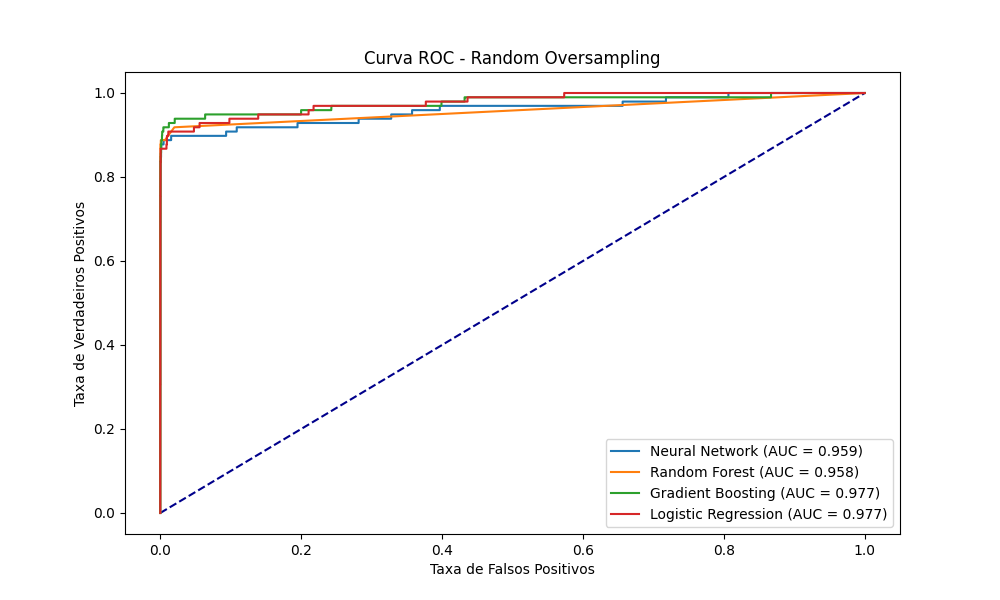 Curva ROC - Random Oversampling
Taxa de Verdadeiros Positivos
1.0
0.8
0.6
0.4
0.2
0.0
0.0 0.2 0.4 0.6 0.8 1.0
Taxa de Falsos Positivos
Neural Network (AUC = 0.959)
Random Forest (AUC = 0.958)
Gradient Boosting (AUC = 0.977)
Logistic Regression (AUC = 0.977)